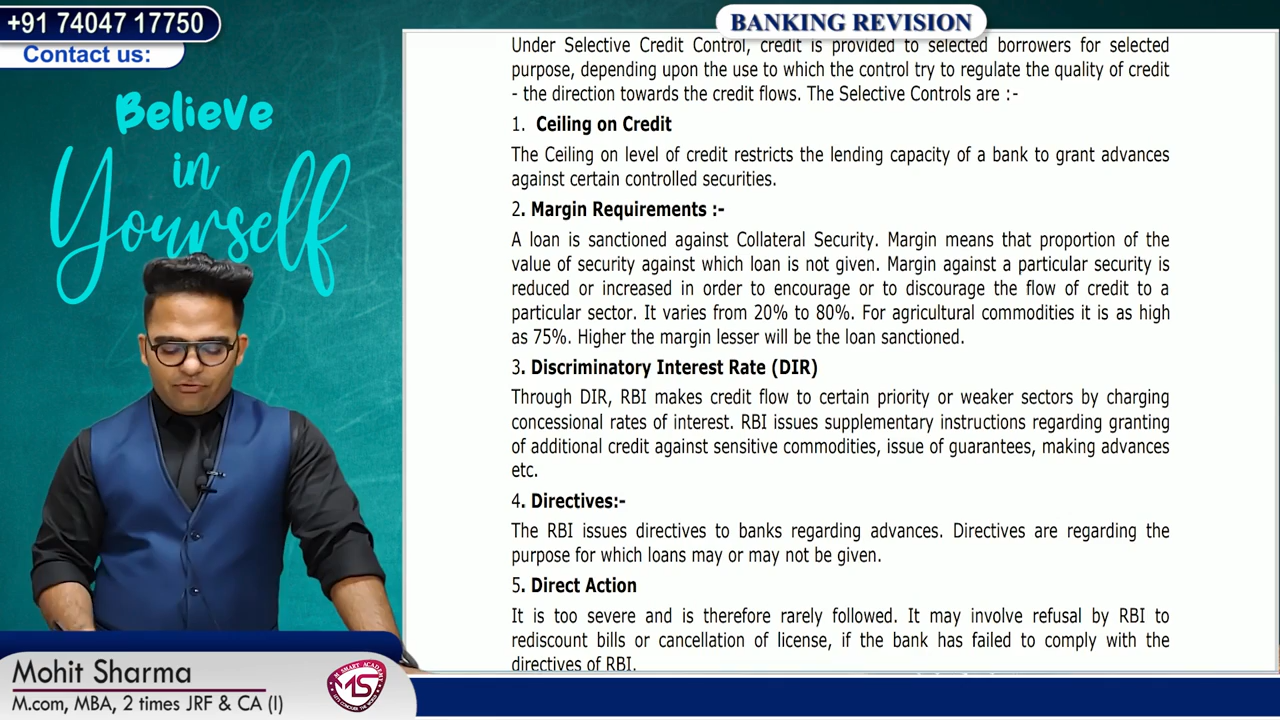 +91 74047 17750
Contact us:
BANKING REVISION
Believe
in
Yourself
Under Selective Credit Control, credit is provided to selected borrowers for selected
purpose, depending upon the use to which the control try to regulate the quality of credit
- the direction towards the credit flows. The Selective Controls are :-
1. Ceiling on Credit
The Ceiling on level of credit restricts the lending capacity of a bank to grant advances
against certain controlled securities.
2. Margin Requirements :-
A loan is sanctioned against Collateral Security. Margin means that proportion of the
value of security against which loan is not given. Margin against a particular security is
reduced or increased in order to encourage or to discourage the flow of credit to a
particular sector. It varies from 20% to 80%. For agricultural commodities it is as high
as 75%. Higher the margin lesser will be the loan sanctioned.
3. Discriminatory Interest Rate (DIR)
Through DIR, RBI makes credit flow to certain priority or weaker sectors by charging
concessional rates of interest. RBI issues supplementary instructions regarding granting
of additional credit against sensitive commodities, issue of guarantees, making advances
etc.
4. Directives:-
The RBI issues directives to banks regarding advances. Directives are regarding the
purpose for which loans may or may not be given.
5. Direct Action
It is too severe and is therefore rarely followed. It may involve refusal by RBI to
rediscount bills or cancellation of license, if the bank has failed to comply with the
directives of RBI.
Mohit Sharma
M.com, MBA, 2 times JRF & CA (I)